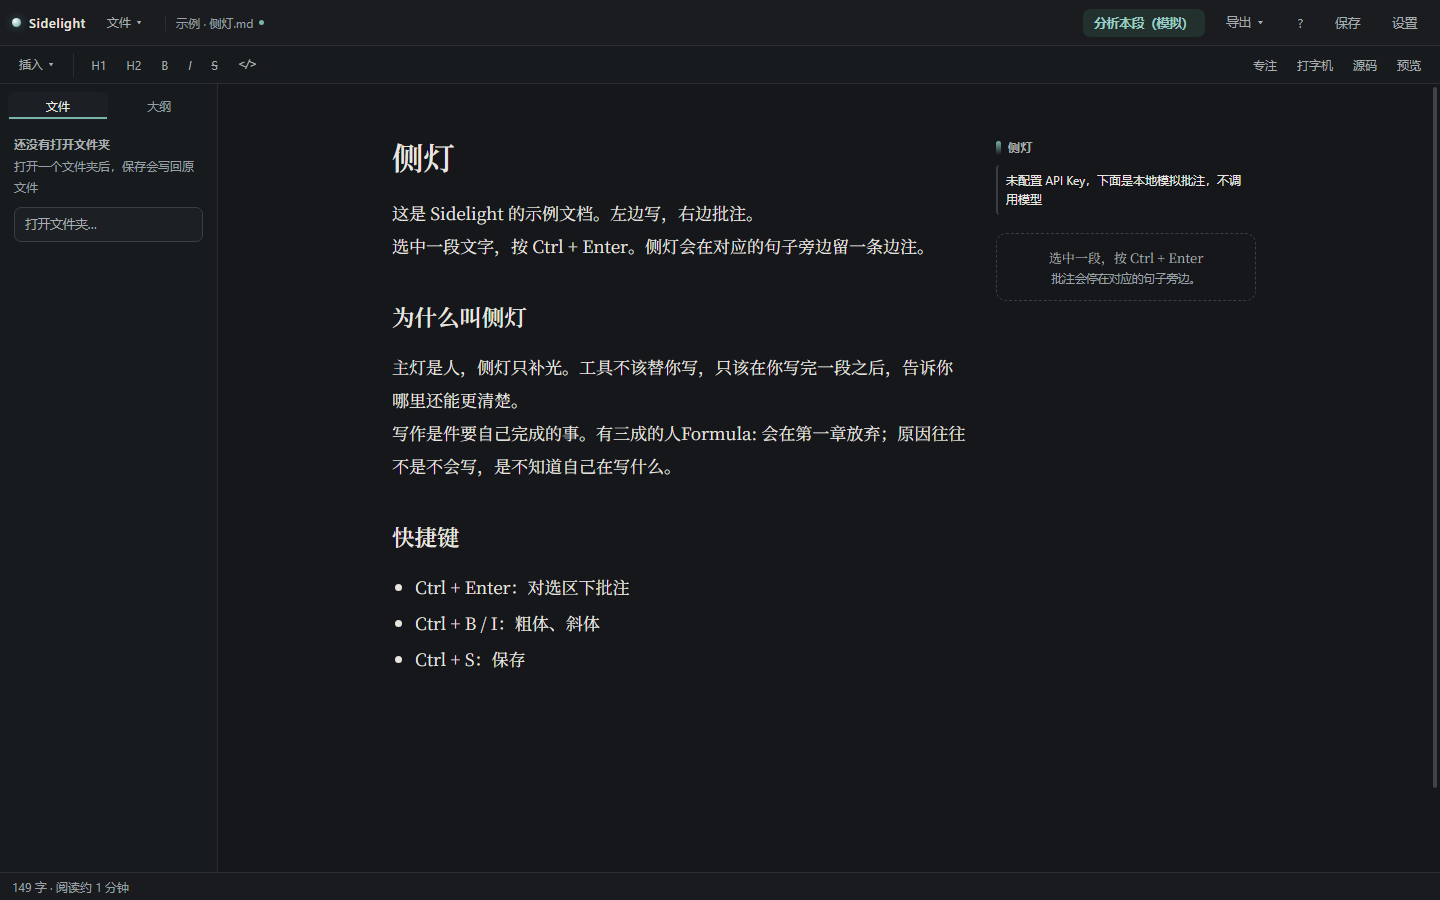 Sidelight 文件 示例 · 侧灯.md 分析本段（模拟） 导出 ? 保存 设置
插入 H1 H2 B I S </> 专注 打字机 源码 预览
文件 大纲
还没有打开文件夹
打开一个文件夹后，保存会写回原
文件
打开文件夹...
侧灯
这是 Sidelight 的示例文档。左边写，右边批注。
选中一段文字，按 Ctrl + Enter。侧灯会在对应的句子旁边留一条边注。
为什么叫侧灯
主灯是人，侧灯只补光。工具不该替你写，只该在你写完一段之后，告诉你
哪里还能更清楚。
写作是件要自己完成的事。有三成的人Formula: 会在第一章放弃；原因往往
不是不会写，是不知道自己在写什么。
快捷键
Ctrl + Enter：对选区下批注
Ctrl + B / I：粗体、斜体
Ctrl + S：保存
侧灯
未配置 API Key，下面是本地模拟批注，不调
用模型
选中一段，按 Ctrl + Enter
批注会停在对应的句子旁边。
149 字 · 阅读约 1 分钟